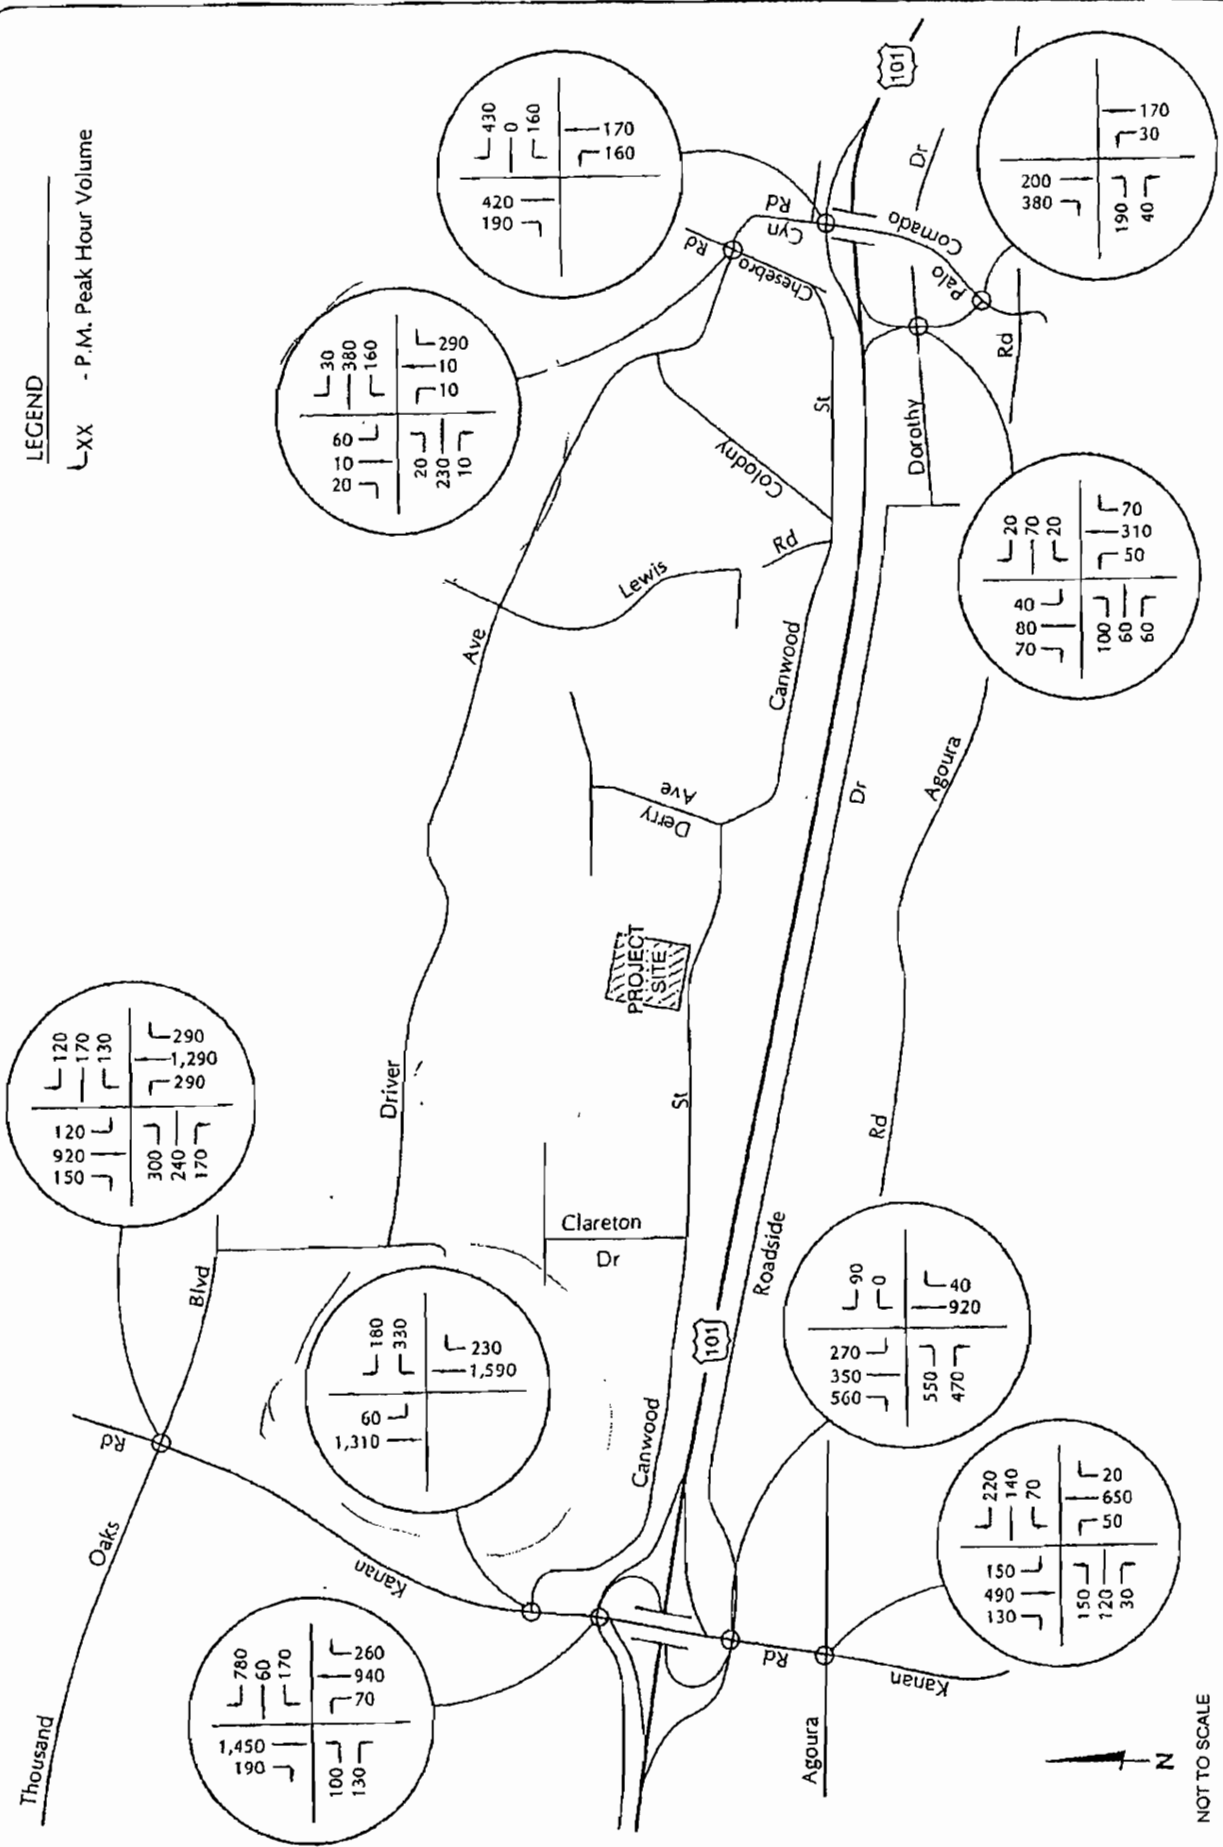 LEGEND
XX - P.M. Peak Hour Volume
101
430
0
160
420
190
170
160
200
380
190
40
170
30
30
380
160
60
10
20
290
10
10
20
230
10
Rd
Cyn
Rd
Chesebro
Comado
Palo
Dr
Rd
Dorothy
St
Colodny
Rd
Lewis
Ave
Canwood
20
70
20
40
80
70
70
310
50
100
60
60
Derry
Ave
Dr
Agoura
PROJECT
SITE
120
170
130
120
920
150
290
1,290
290
300
240
170
Driver
St
Rd
Clareton
Dr
Roadside
Blvd
101
180
330
60
1,310
230
1,590
90
0
270
350
560
40
920
550
470
Canwood
Rd
Oaks
Kanan
Thousand
780
60
170
1,450
190
260
940
70
100
130
220
140
70
150
490
130
20
650
50
150
120
30
Rd
Kanan
Agoura
N
NOT TO SCALE